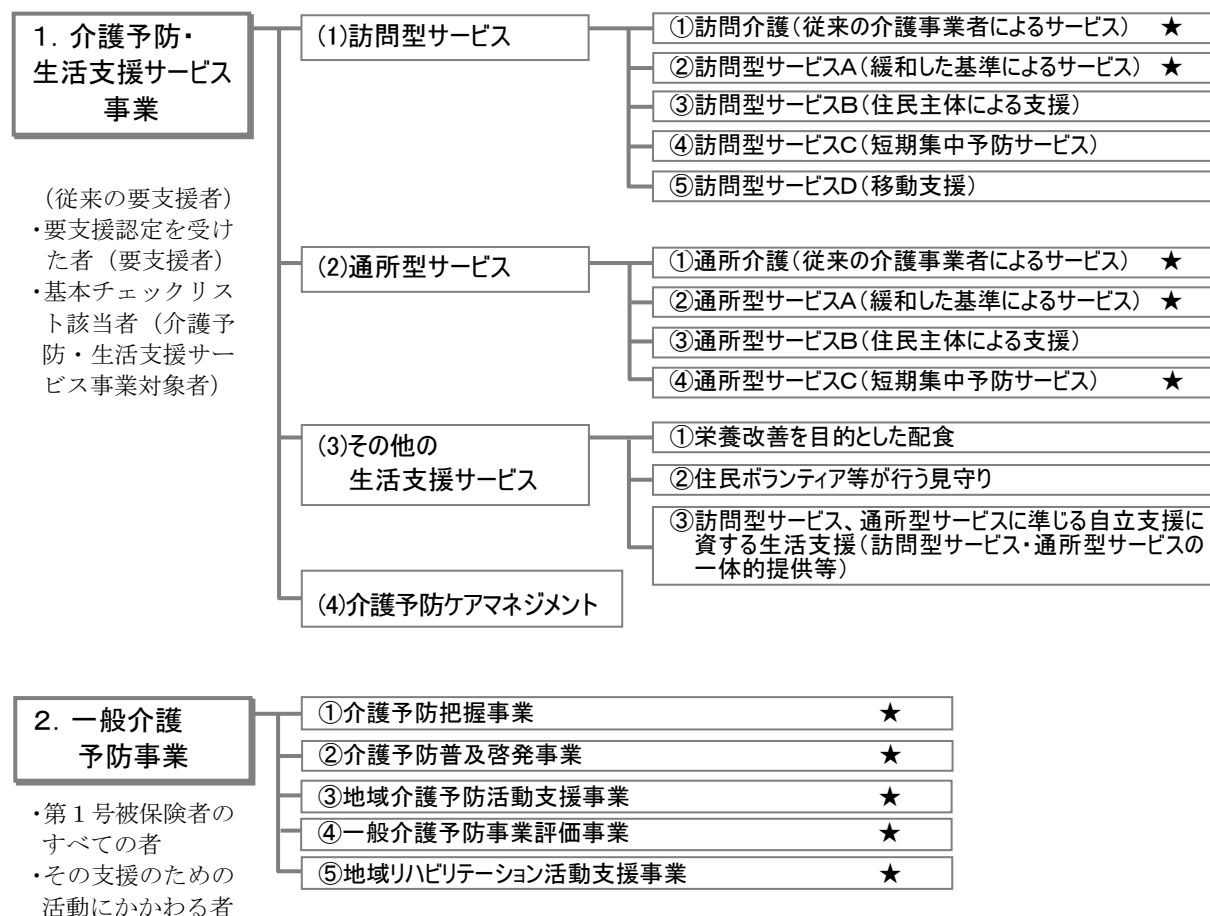 1．介護予防・
生活支援サービス
事業
（従来の要支援者）
・要支援認定を受け
た者（要支援者）
・基本チェックリス
ト該当者（介護予
防・生活支援サー
ビス事業対象者）
(1)訪問型サービス
①訪問介護（従来の介護事業者によるサービス） ★
②訪問型サービスA（緩和した基準によるサービス） ★
③訪問型サービスB（住民主体による支援）
④訪問型サービスC（短期集中予防サービス）
⑤訪問型サービスD（移動支援）
(2)通所型サービス
①通所介護（従来の介護事業者によるサービス） ★
②通所型サービスA（緩和した基準によるサービス） ★
③通所型サービスB（住民主体による支援）
④通所型サービスC（短期集中予防サービス） ★
(3)その他の
生活支援サービス
①栄養改善を目的とした配食
②住民ボランティア等が行う見守り
③訪問型サービス、通所型サービスに準じる自立支援に
資する生活支援（訪問型サービス・通所型サービスの
一体的提供等）
(4)介護予防ケアマネジメント
2．一般介護
予防事業
・第１号被保険者の
すべての者
・その支援のための
活動にかかわる者
①介護予防把握事業 ★
②介護予防普及啓発事業 ★
③地域介護予防活動支援事業 ★
④一般介護予防事業評価事業 ★
⑤地域リハビリテーション活動支援事業 ★